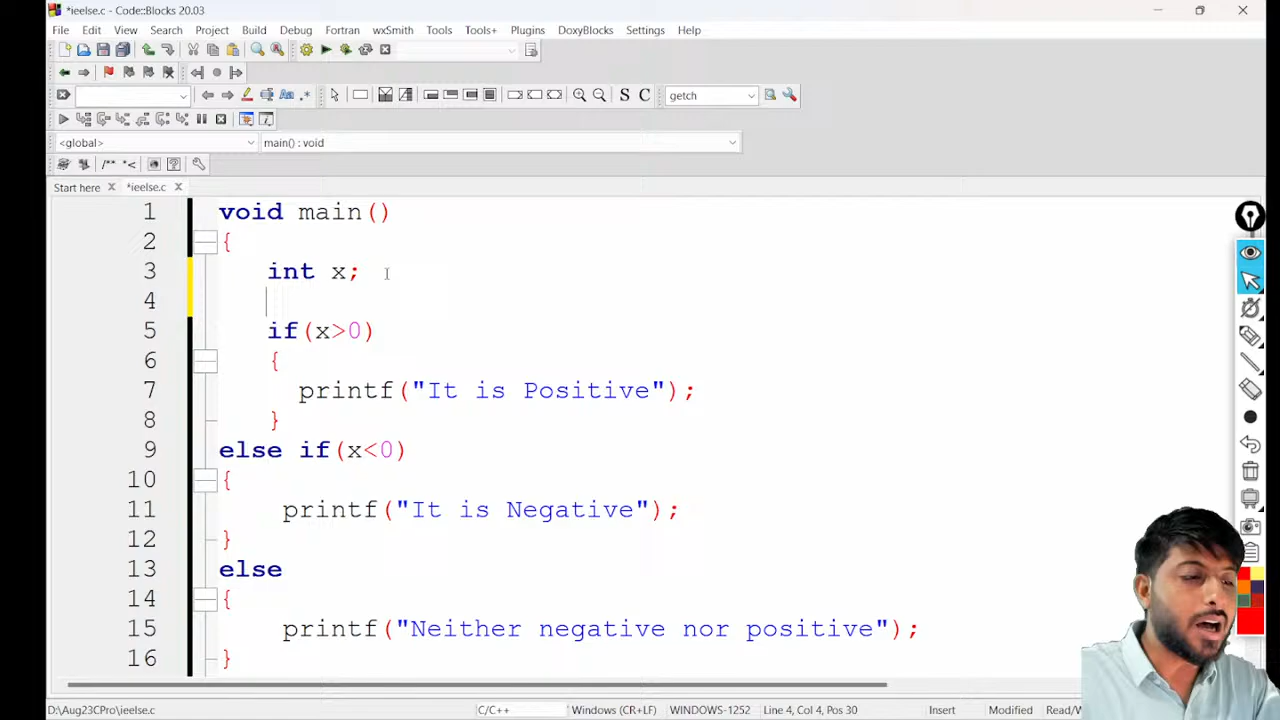 *ieelse.c - Code::Blocks 20.03
File Edit View Search Project Build Debug Fortran wxSmith Tools Tools+ Plugins DoxyBlocks Settings Help
S C getch
<global> main() : void
/** *<
Start here *ieelse.c
1 void main()
2 {
3 int x;
4
5 if(x>0)
6 {
7 printf("It is Positive");
8 }
9 else if(x<0)
10 {
11 printf("It is Negative");
12 }
13 else
14 {
15 printf("Neither negative nor positive");
16 }
D:\Aug23CPro\ieelse.c C/C++ Windows (CR+LF) WINDOWS-1252 Line 4, Col 4, Pos 30 Insert Modified